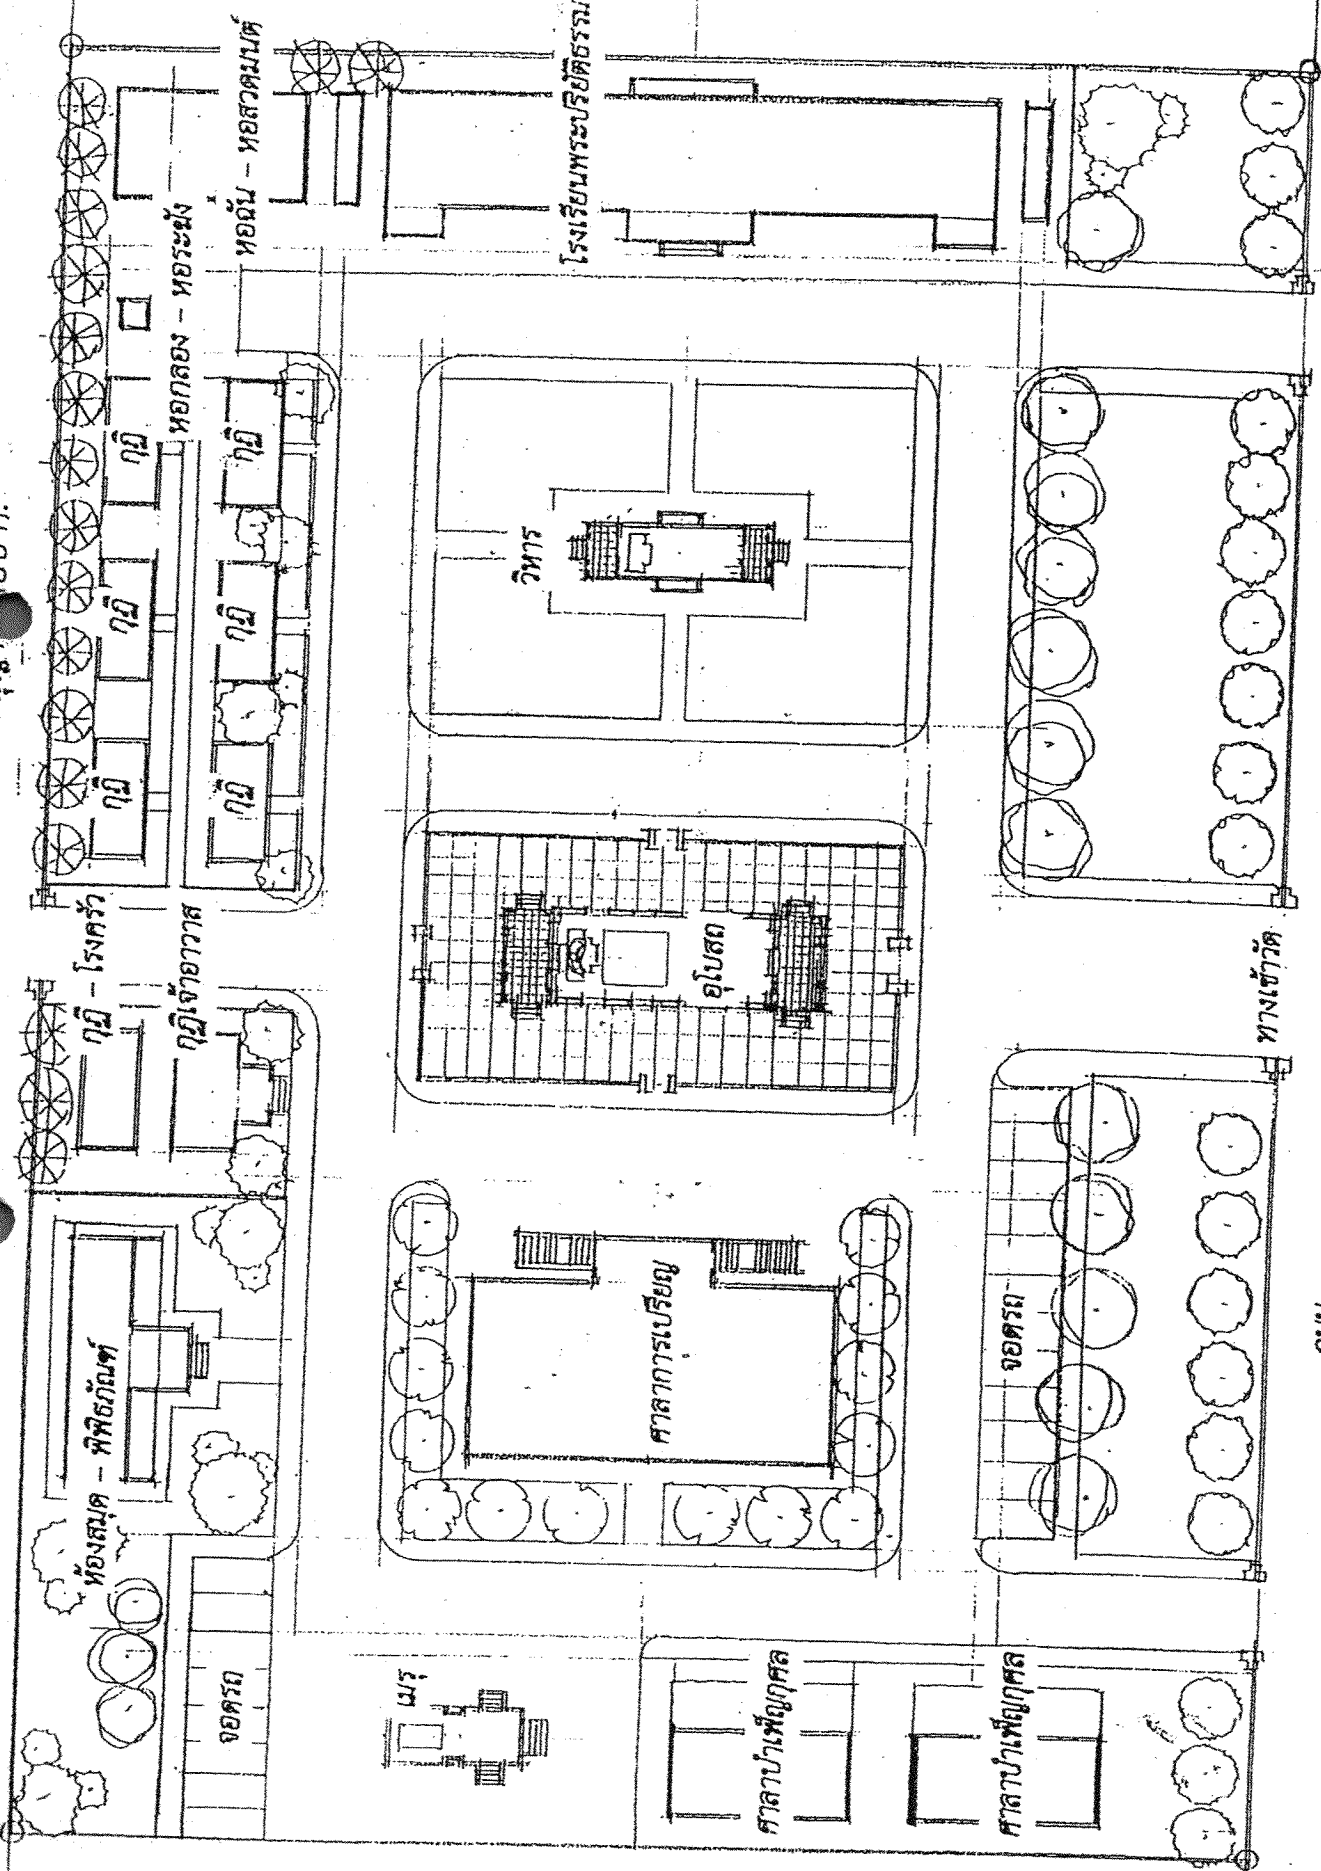 ห้องสมุด - พิพิธภัณฑ์
กุฏิ - โรงครัว
กุฏิเจ้าอาวาส
กุฏิ
กุฏิ
กุฏิ
กุฏิ
กุฏิ
กุฏิ
หอกลอง - หอระฆัง
หอฉัน - หอสวดมนต์
จอดรถ
เมรุ
ศาลาการเปรียญ
อุโบสถ
วิหาร
โรงเรียนพระปริยัติธรรม
ศาลาบำเพ็ญกุศล
ศาลาบำเพ็ญกุศล
จอดรถ
ทางเข้าวัด